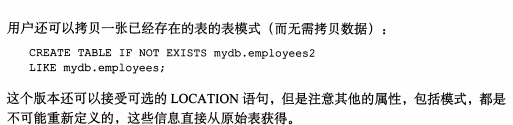 用户还可以拷贝一张已经存在的表的表模式（而无需拷贝数据）：
CREATE TABLE IF NOT EXISTS mydb.employees2
LIKE mydb.employees;
这个版本还可以接受可选的 LOCATION 语句，但是注意其他的属性，包括模式，都是
不可能重新定义的，这些信息直接从原始表获得。